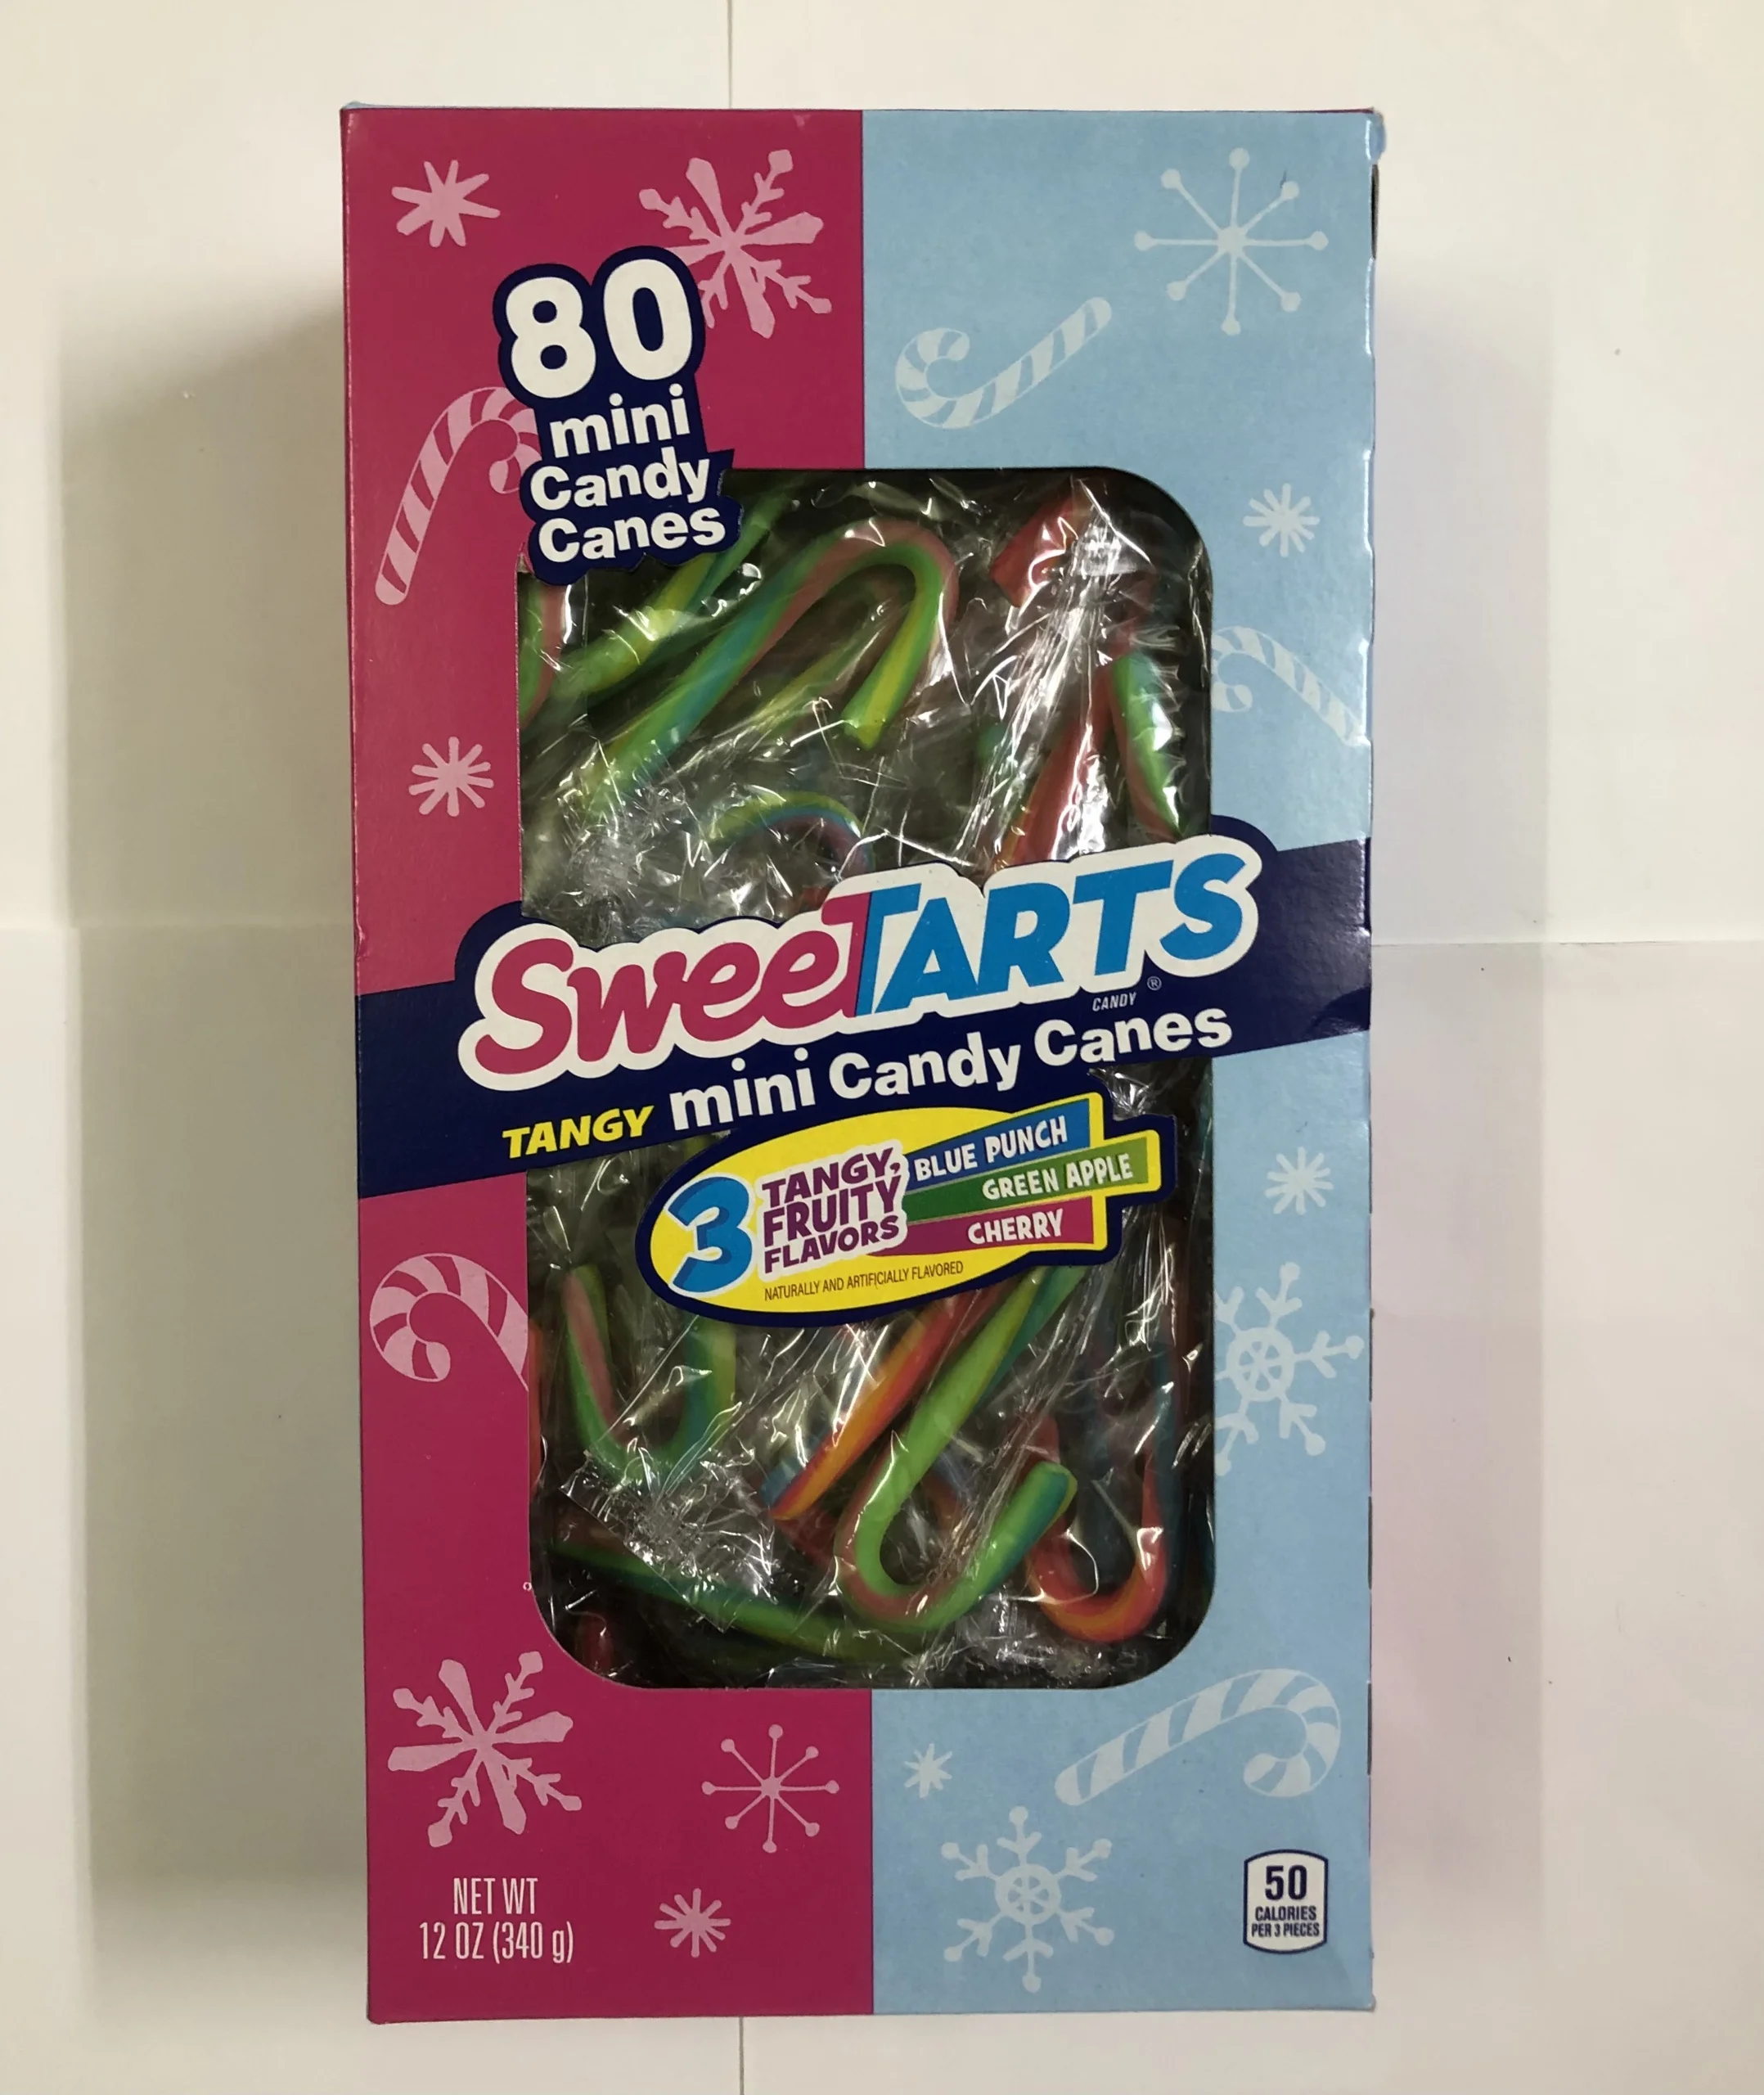 80
mini
Candy
Canes
SweeTARTS
CANDY ®
TANGY mini Candy Canes
3 TANGY,
FRUITY
FLAVORS
BLUE PUNCH
GREEN APPLE
CHERRY
NATURALLY AND ARTIFICIALLY FLAVORED
NET WT
12 OZ (340 g)
50
CALORIES
PER 3 PIECES